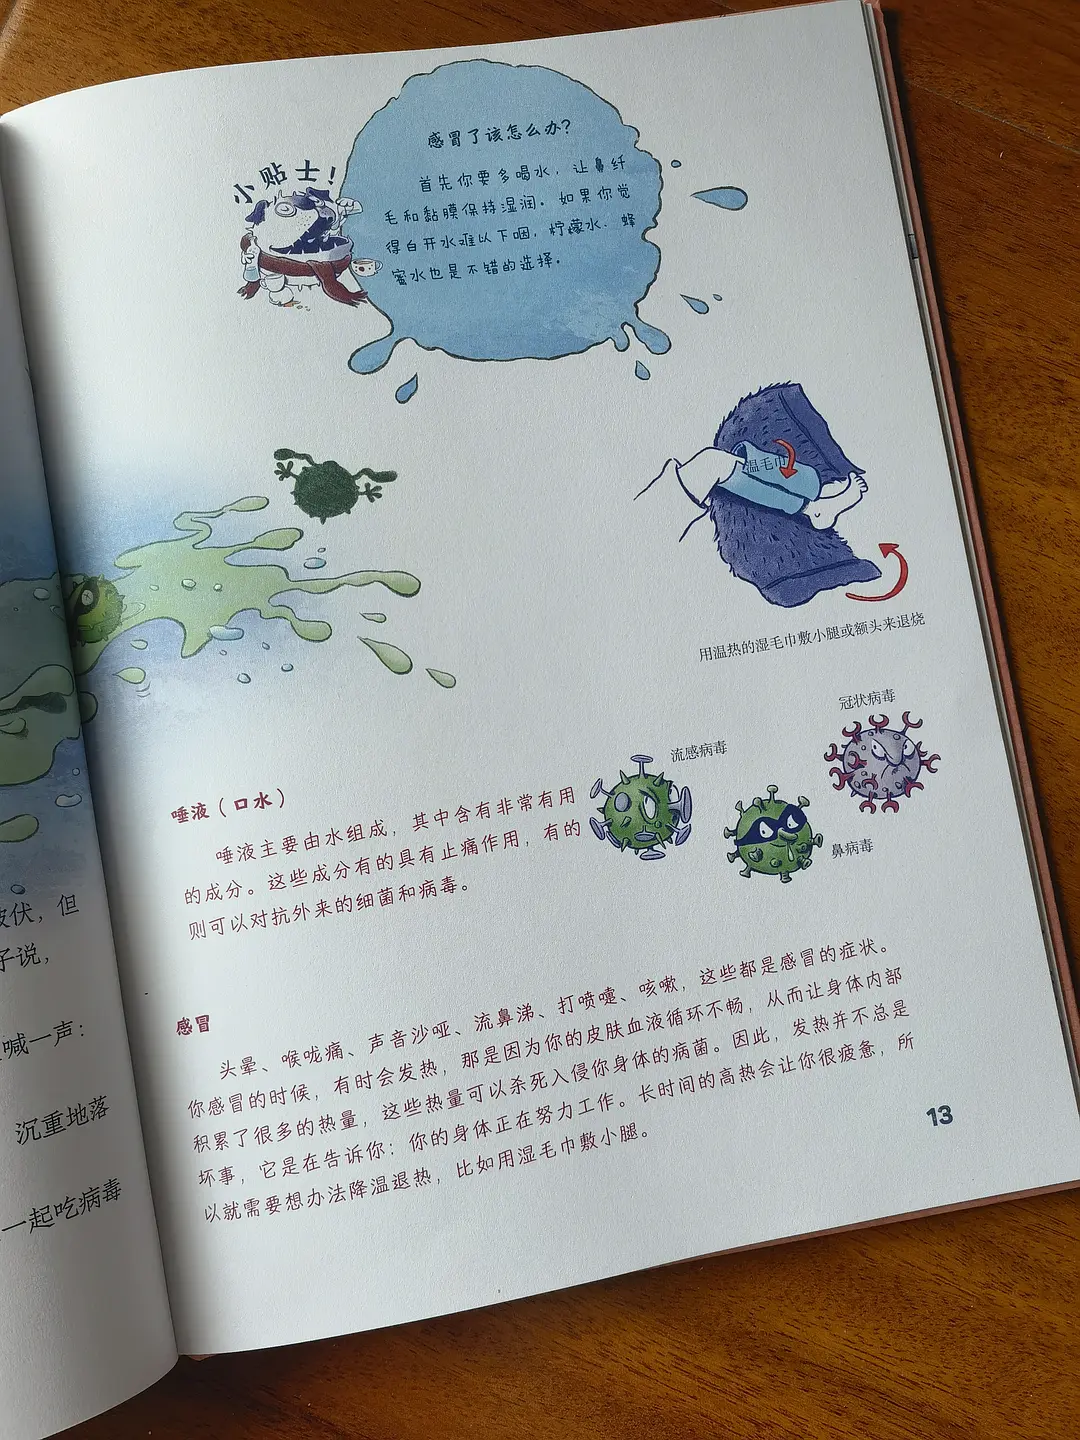 小贴士!
感冒了该怎么办?
首先你要多喝水,让鼻纤
毛和黏膜保持湿润。如果你觉
得白开水难以下咽,柠檬水、蜂
蜜水也是不错的选择。
温毛巾
用温热的湿毛巾敷小腿或额头来退烧
冠状病毒
流感病毒
鼻病毒
唾液(口水)
唾液主要由水组成,其中含有非常有用
的成分。这些成分有的具有止痛作用,有的
则可以对抗外来的细菌和病毒。
感冒
头晕、喉咙痛、声音沙哑、流鼻涕、打喷嚏、咳嗽,这些都是感冒的症状。
你感冒的时候,有时会发热,那是因为你的皮肤血液循环不畅,从而让身体内部
积累了很多的热量,这些热量可以杀死入侵你身体的病菌。因此,发热并不总是
坏事,它是在告诉你:你的身体正在努力工作。长时间的高热会让你很疲惫,所
以就需要想办法降温退热,比如用湿毛巾敷小腿。
13
伏,但
子说,
喊一声:
沉重地落
一起吃病毒